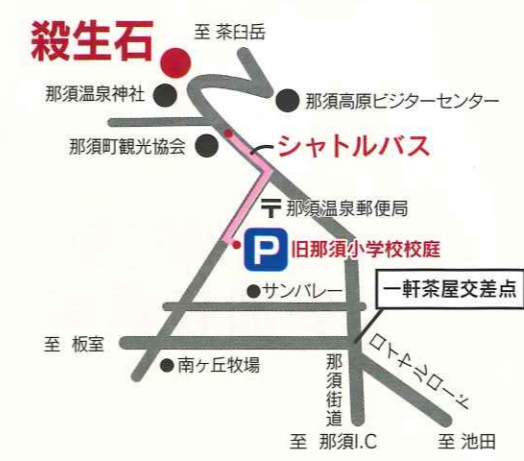 殺生石
至 茶臼岳
那須温泉神社
那須高原ビジターセンター
那須町観光協会
シャトルバス
〒那須温泉郵便局
P
旧那須小学校校庭
サンバレー
一軒茶屋交差点
至 板室
南ヶ丘牧場
那須街道
ロイヤルロード
至 那須I.C
至 池田